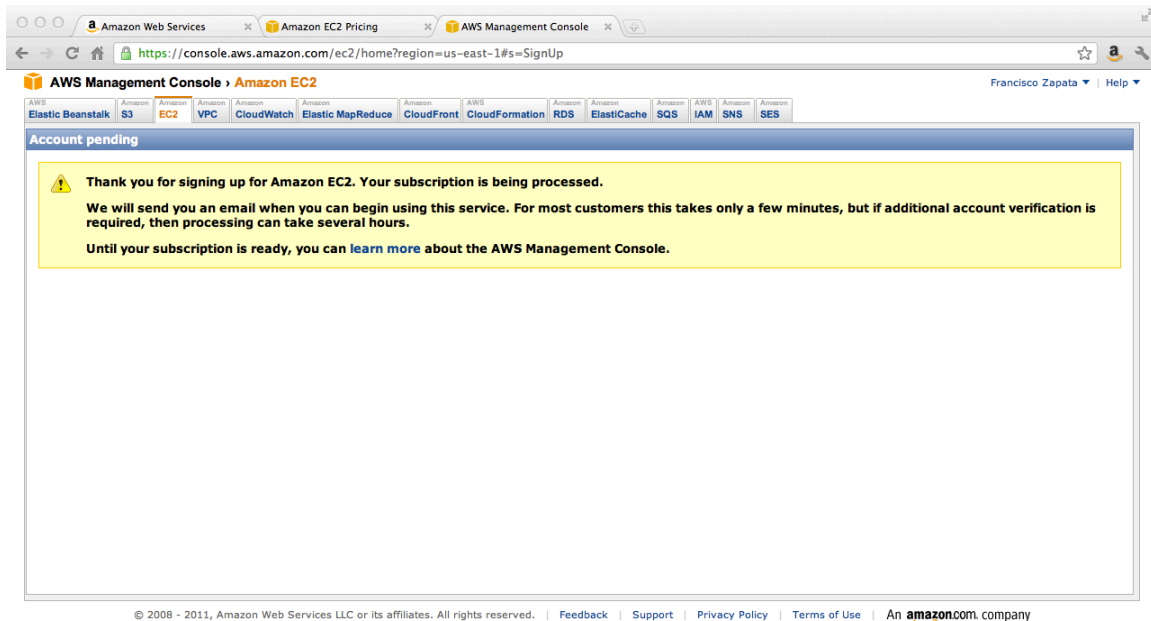 Amazon Web Services
Amazon EC2 Pricing
AWS Management Console
https://console.aws.amazon.com/ec2/home?region=us-east-1#s=SignUp
AWS Management Console › Amazon EC2
Francisco Zapata ▼ | Help ▼
AWS Amazon Amazon Amazon Amazon Amazon Amazon AWS Amazon Amazon Amazon AWS Amazon Amazon
Elastic Beanstalk S3 EC2 VPC CloudWatch Elastic MapReduce CloudFront CloudFormation RDS ElastiCache SQS IAM SNS SES
Account pending
Thank you for signing up for Amazon EC2. Your subscription is being processed.
We will send you an email when you can begin using this service. For most customers this takes only a few minutes, but if additional account verification is
required, then processing can take several hours.
Until your subscription is ready, you can learn more about the AWS Management Console.
© 2008 - 2011, Amazon Web Services LLC or its affiliates. All rights reserved. | Feedback | Support | Privacy Policy | Terms of Use | An amazon.com. company